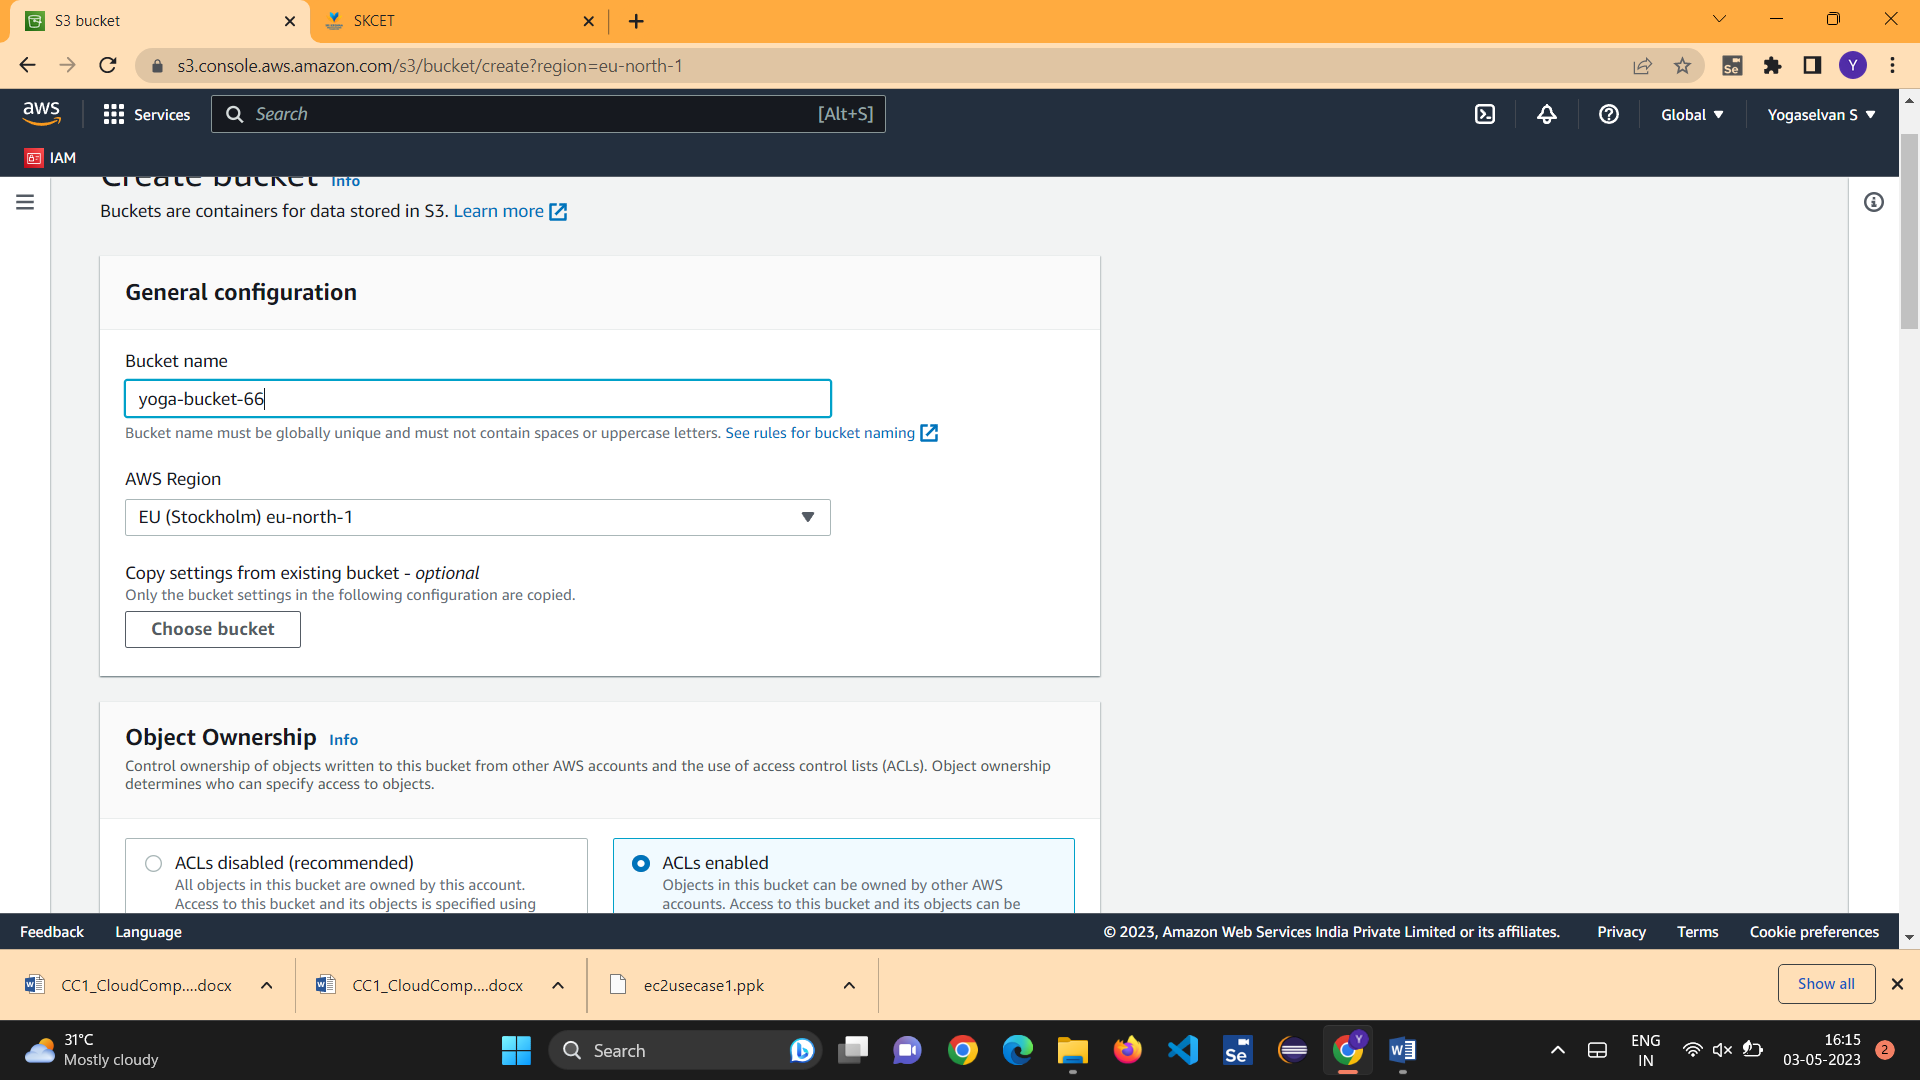 S3 bucket
SKCET
s3.console.aws.amazon.com/s3/bucket/create?region=eu-north-1
Se
Y
aws
Services
Search
[Alt+S]
Global
Yogaselvan S
IAM
Create bucket Info
Buckets are containers for data stored in S3. Learn more
General configuration
Bucket name
yoga-bucket-66
Bucket name must be globally unique and must not contain spaces or uppercase letters. See rules for bucket naming
AWS Region
EU (Stockholm) eu-north-1
Copy settings from existing bucket - optional
Only the bucket settings in the following configuration are copied.
Choose bucket
Object Ownership Info
Control ownership of objects written to this bucket from other AWS accounts and the use of access control lists (ACLs). Object ownership
determines who can specify access to objects.
ACLs disabled (recommended)
All objects in this bucket are owned by this account.
Access to this bucket and its objects is specified using
ACLs enabled
Objects in this bucket can be owned by other AWS
accounts. Access to this bucket and its objects can be
Feedback
Language
© 2023, Amazon Web Services India Private Limited or its affiliates.
Privacy
Terms
Cookie preferences
CC1_CloudComp....docx
CC1_CloudComp....docx
ec2usecase1.ppk
Show all
31°C
Mostly cloudy
Search
Se
Y
ENG
IN
16:15
03-05-2023
2